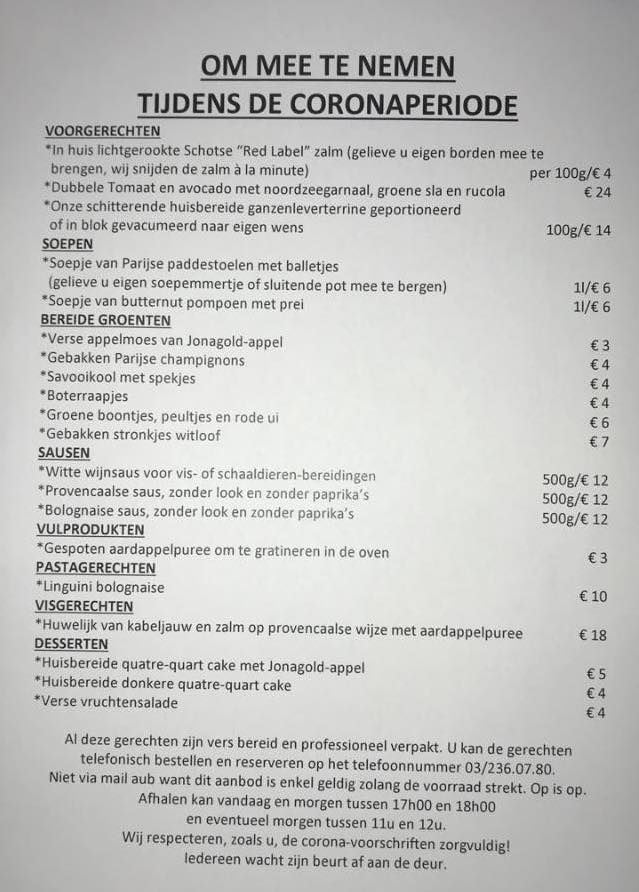 OM MEE TE NEMEN
TIJDENS DE CORONAPERIODE
VOORGERECHTEN
*In huis lichtgerookte Schotse “Red Label” zalm (gelieve u eigen borden mee te
brengen, wij snijden de zalm à la minute) per 100g/€ 4
*Dubbele Tomaat en avocado met noordzeegarnaal, groene sla en rucola € 24
*Onze schitterende huisbereide ganzenleverterrine geportioneerd
of in blok gevacumeerd naar eigen wens 100g/€ 14
SOEPEN
*Soepje van Parijse paddestoelen met balletjes
(gelieve u eigen soepemmertje of sluitende pot mee te bergen) 1l/€ 6
*Soepje van butternut pompoen met prei 1l/€ 6
BEREIDE GROENTEN
*Verse appelmoes van Jonagold-appel € 3
*Gebakken Parijse champignons € 4
*Savooikool met spekjes € 4
*Boterraapjes € 4
*Groene boontjes, peultjes en rode ui € 6
*Gebakken stronkjes witloof € 7
SAUSEN
*Witte wijnsaus voor vis- of schaaldieren-bereidingen 500g/€ 12
*Provencaalse saus, zonder look en zonder paprika’s 500g/€ 12
*Bolognaise saus, zonder look en zonder paprika’s 500g/€ 12
VULPRODUKTEN
*Gespoten aardappelpuree om te gratineren in de oven € 3
PASTAGERECHTEN
*Linguini bolognaise € 10
VISGERECHTEN
*Huwelijk van kabeljauw en zalm op provencaalse wijze met aardappelpuree € 18
DESSERTEN
*Huisbereide quatre-quart cake met Jonagold-appel € 5
*Huisbereide donkere quatre-quart cake € 4
*Verse vruchtensalade € 4
Al deze gerechten zijn vers bereid en professioneel verpakt. U kan de gerechten
telefonisch bestellen en reserveren op het telefoonnummer 03/236.07.80.
Niet via mail aub want dit aanbod is enkel geldig zolang de voorraad strekt. Op is op.
Afhalen kan vandaag en morgen tussen 17h00 en 18h00
en eventueel morgen tussen 11u en 12u.
Wij respecteren, zoals u, de corona-voorschriften zorgvuldig!
Iedereen wacht zijn beurt af aan de deur.